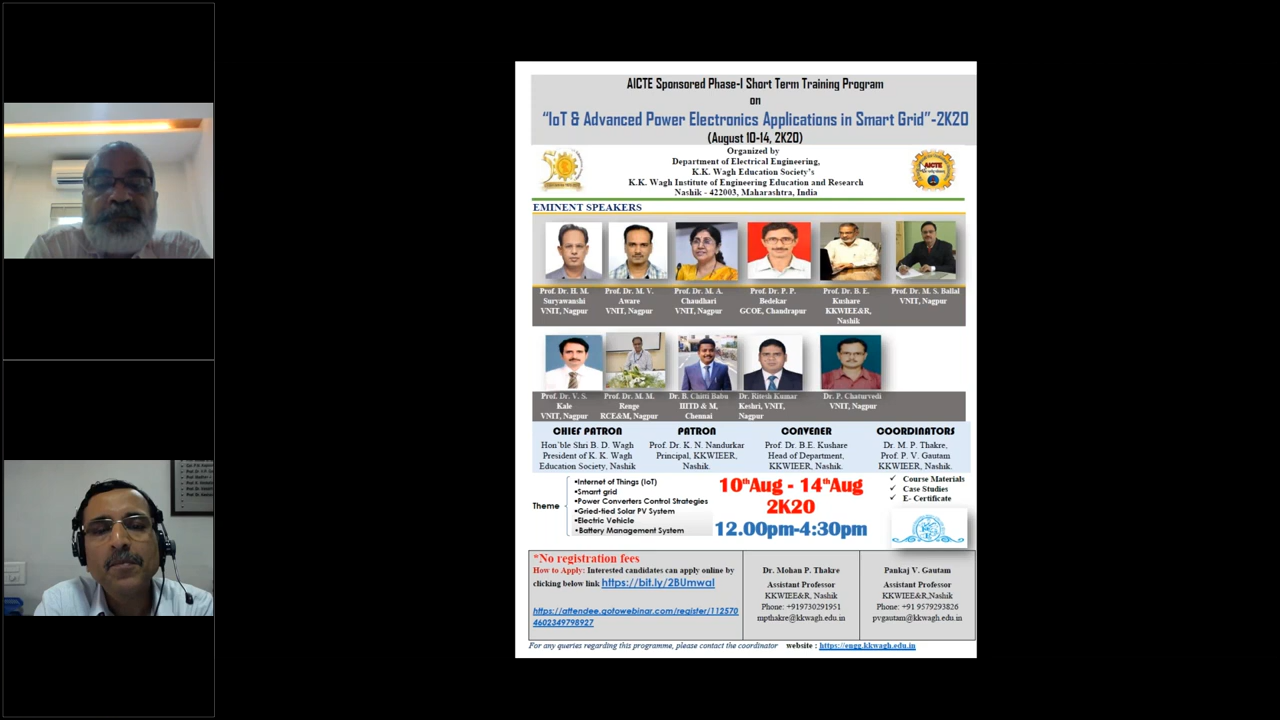 AICTE Sponsored Phase-I Short Term Training Program
on
“IoT & Advanced Power Electronics Applications in Smart Grid”-2K20
(August 10-14, 2K20)
Organized by
Department of Electrical Engineering,
K.K. Wagh Education Society's
K.K. Wagh Institute of Engineering Education and Research
Nashik - 422003, Maharashtra, India
AICTE
EMINENT SPEAKERS
Prof. Dr. H. M. Suryawanshi VNIT, Nagpur
Prof. Dr. M. V. Aware VNIT, Nagpur
Prof. Dr. M. A. Chaudhari VNIT, Nagpur
Prof. Dr. P. P. Bedekar GCOE, Chandrapur
Prof. Dr. B. E. Kushare KKWIEE&R, Nashik
Prof. Dr. M. S. Ballal VNIT, Nagpur
Prof. Dr. V. S. Kale VNIT, Nagpur
Prof. Dr. M. M. Renge RCE&M, Nagpur
Dr. B. Chitti Babu IIITD & M, Chennai
Dr. Ritesh Kumar Keshri, VNIT, Nagpur
Dr. P. Chaturvedi VNIT, Nagpur
CHIEF PATRON
Hon'ble Shri B. D. Wagh
President of K. K. Wagh
Education Society, Nashik
PATRON
Prof. Dr. K. N. Nandurkar
Principal, KKWIEER,
Nashik.
CONVENER
Prof. Dr. B.E. Kushare
Head of Department,
KKWIEER, Nashik.
COORDINATORS
Dr. M. P. Thakre,
Prof. P. V. Gautam
KKWIEER, Nashik.
Theme
•Internet of Things (IoT)
•Smart grid
•Power Converters Control Strategies
•Gried-tied Solar PV System
•Electric Vehicle
•Battery Management System
10th Aug - 14th Aug
2K20
12.00pm-4:30pm
✓ Course Materials
✓ Case Studies
✓ E- Certificate
*No registration fees
How to Apply: Interested candidates can apply online by
clicking below link https://bit.ly/2BUmwaI
https://attendee.gotowebinar.com/register/112570
4602349798927
Dr. Mohan P. Thakre
Assistant Professor
KKWIEE&R, Nashik
Phone: +919730291951
mpthakre@kkwagh.edu.in
Pankaj V. Gautam
Assistant Professor
KKWIEE&R,Nashik
Phone: +91 9579293826
pvgautam@kkwagh.edu.in
For any queries regarding this programme, please contact the coordinator website : https://engg.kkwagh.edu.in